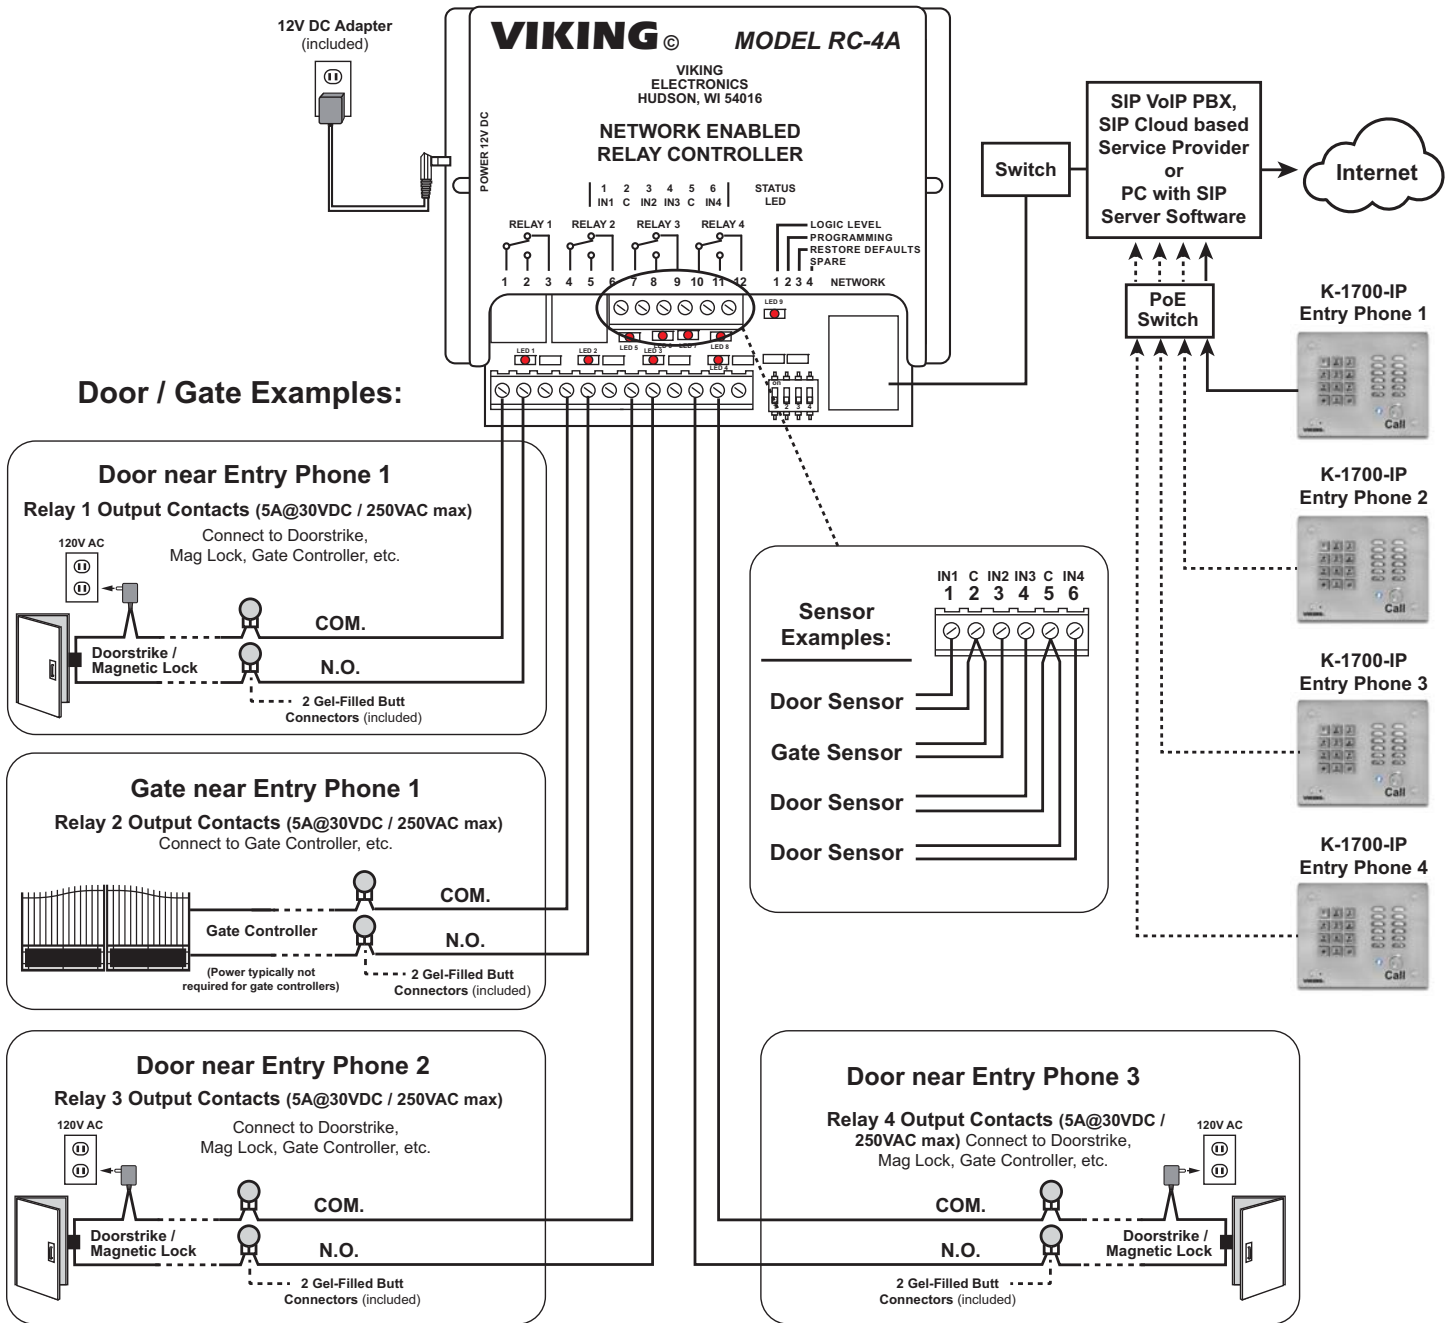 12V DC Adapter
(included)
VIKING © MODEL RC-4A
VIKING
ELECTRONICS
HUDSON, WI 54016
NETWORK ENABLED
RELAY CONTROLLER
POWER 12V DC
1 2 3 4 5 6
IN1 C IN2 IN3 C IN4
STATUS
LED
RELAY 1 RELAY 2 RELAY 3 RELAY 4
LOGIC LEVEL
PROGRAMMING
RESTORE DEFAULTS
SPARE
1 2 3 4 5 6 7 8 9 10 11 12 1 2 3 4 NETWORK
LED 9
LED 5 LED 8
LED 1 LED 2 LED 3
LED 4
on
1 2 3 4
Switch
SIP VoIP PBX,
SIP Cloud based
Service Provider
or
PC with SIP
Server Software
Internet
PoE
Switch
K-1700-IP
Entry Phone 1
Call
VIKING
K-1700-IP
Entry Phone 2
Call
VIKING
K-1700-IP
Entry Phone 3
Call
VIKING
K-1700-IP
Entry Phone 4
Call
VIKING
Door / Gate Examples:
Door near Entry Phone 1
Relay 1 Output Contacts (5A@30VDC / 250VAC max)
Connect to Doorstrike,
Mag Lock, Gate Controller, etc.
120V AC
COM.
Doorstrike /
Magnetic Lock
N.O.
2 Gel-Filled Butt
Connectors (included)
Gate near Entry Phone 1
Relay 2 Output Contacts (5A@30VDC / 250VAC max)
Connect to Gate Controller, etc.
COM.
Gate Controller
N.O.
(Power typically not
required for gate controllers)
2 Gel-Filled Butt
Connectors (included)
Door near Entry Phone 2
Relay 3 Output Contacts (5A@30VDC / 250VAC max)
Connect to Doorstrike,
Mag Lock, Gate Controller, etc.
120V AC
COM.
Doorstrike /
Magnetic Lock
N.O.
2 Gel-Filled Butt
Connectors (included)
Sensor
Examples:
IN1 C IN2 IN3 C IN4
1 2 3 4 5 6
Door Sensor
Gate Sensor
Door Sensor
Door Sensor
Door near Entry Phone 3
Relay 4 Output Contacts (5A@30VDC /
250VAC max) Connect to Doorstrike,
Mag Lock, Gate Controller, etc.
120V AC
COM.
Doorstrike /
Magnetic Lock
N.O.
2 Gel-Filled Butt
Connectors (included)